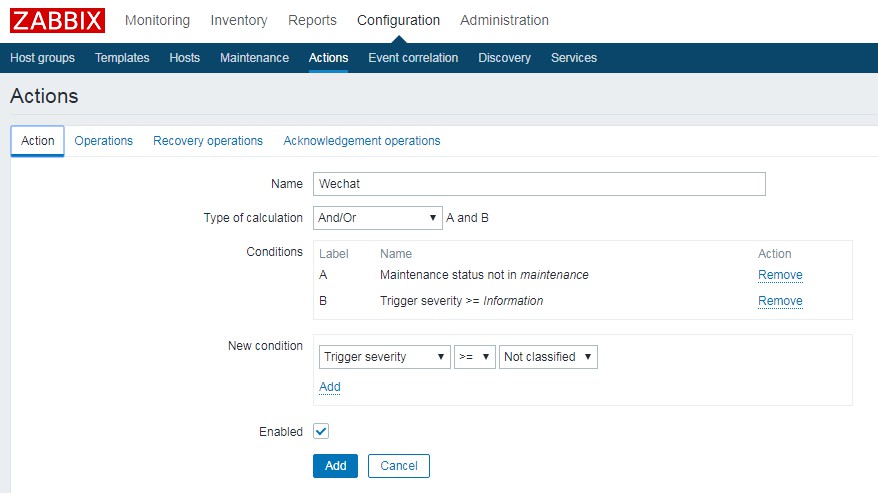 ZABBIX Monitoring Inventory Reports Configuration Administration
Host groups Templates Hosts Maintenance Actions Event correlation Discovery Services
Actions
Action Operations Recovery operations Acknowledgement operations
Name Wechat
Type of calculation And/Or A and B
Conditions Label Name Action
A Maintenance status not in maintenance Remove
B Trigger severity >= Information Remove
New condition
Trigger severity >= Not classified
Add
Enabled
Add Cancel